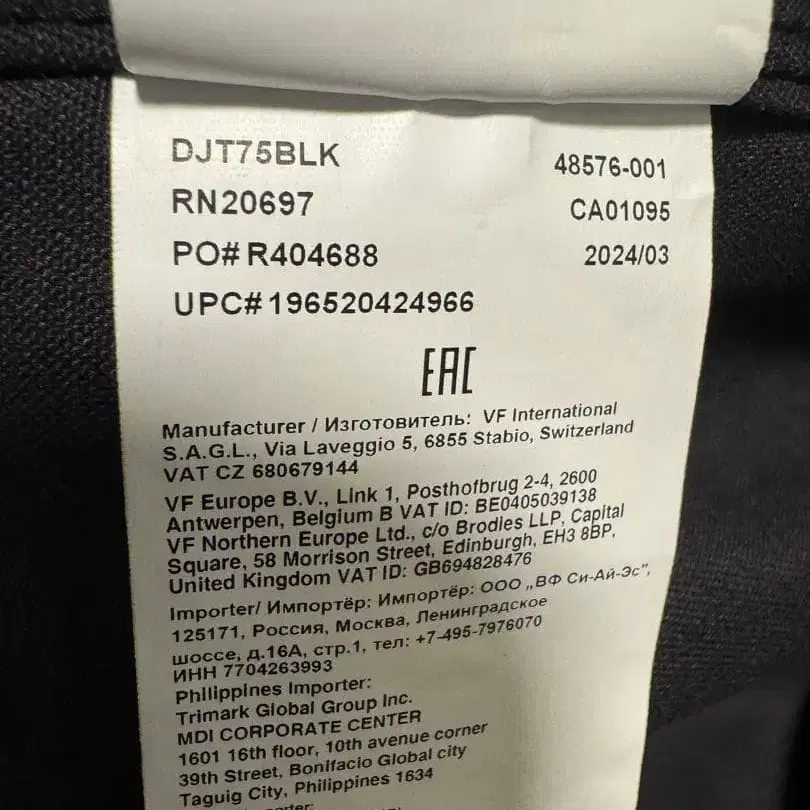 DJT75BLK 48576-001
RN20697 CA01095
PO# R404688 2024/03
UPC# 196520424966
EAC
Manufacturer / Изготовитель: VF International
S.A.G.L., Via Laveggio 5, 6855 Stabio, Switzerland
VAT CZ 680679144
VF Europe B.V., Link 1, Posthofbrug 2-4, 2600
Antwerpen, Belgium B VAT ID: BE0405039138
VF Northern Europe Ltd., c/o Brodies LLP, Capital
Square, 58 Morrison Street, Edinburgh, EH3 8BP,
United Kingdom VAT ID: GB694828476
Importer/ Импортёр: Импортёр: ООО „ВФ Си-Ай-Эс",
125171, Россия, Москва, Ленинградское
шоссе, д.16А, стр.1, тел: +7-495-7976070
ИНН 7704263993
Philippines Importer:
Trimark Global Group Inc.
MDI CORPORATE CENTER
1601 16th floor, 10th avenue corner
39th Street, Bonifacio Global city
Taguig City, Philippines 1634